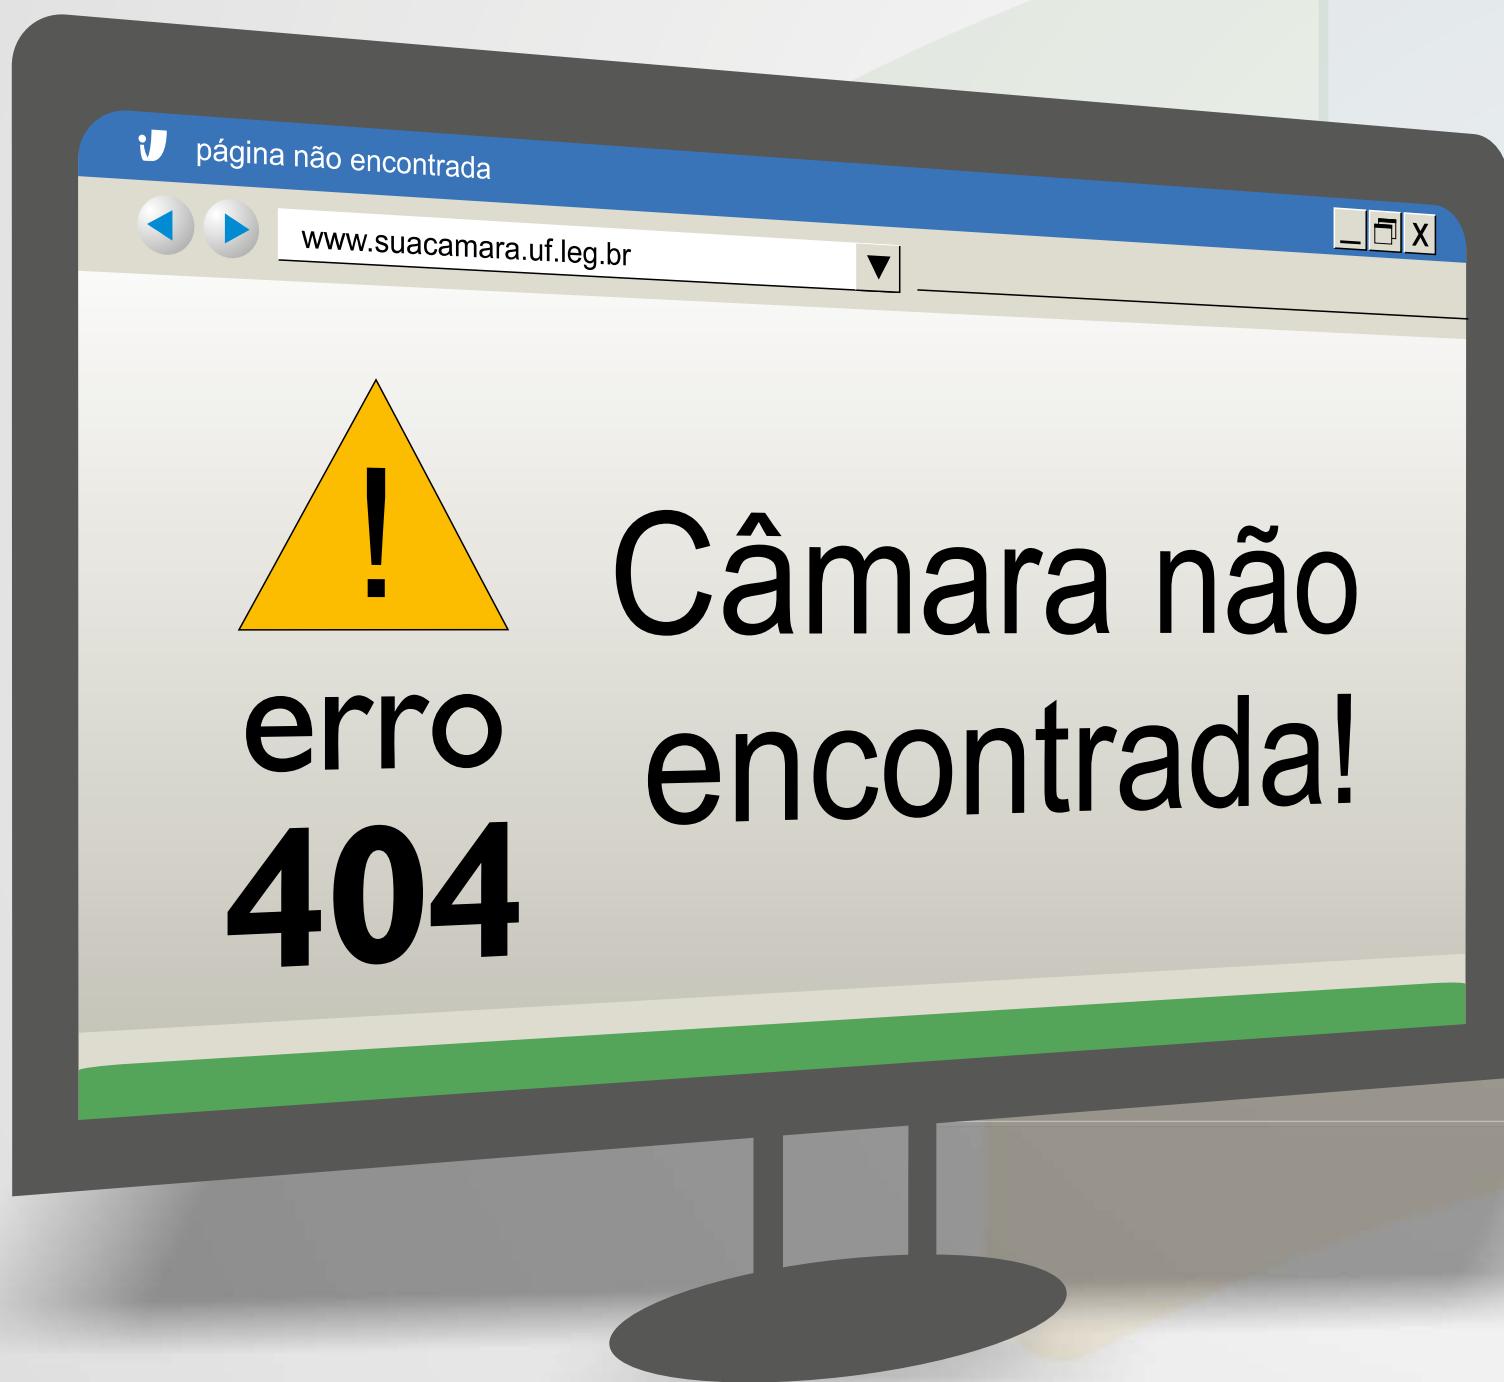 página não encontrada
www.suacamara.uf.leg.br
X
!
Câmara não
encontrada!
erro
404